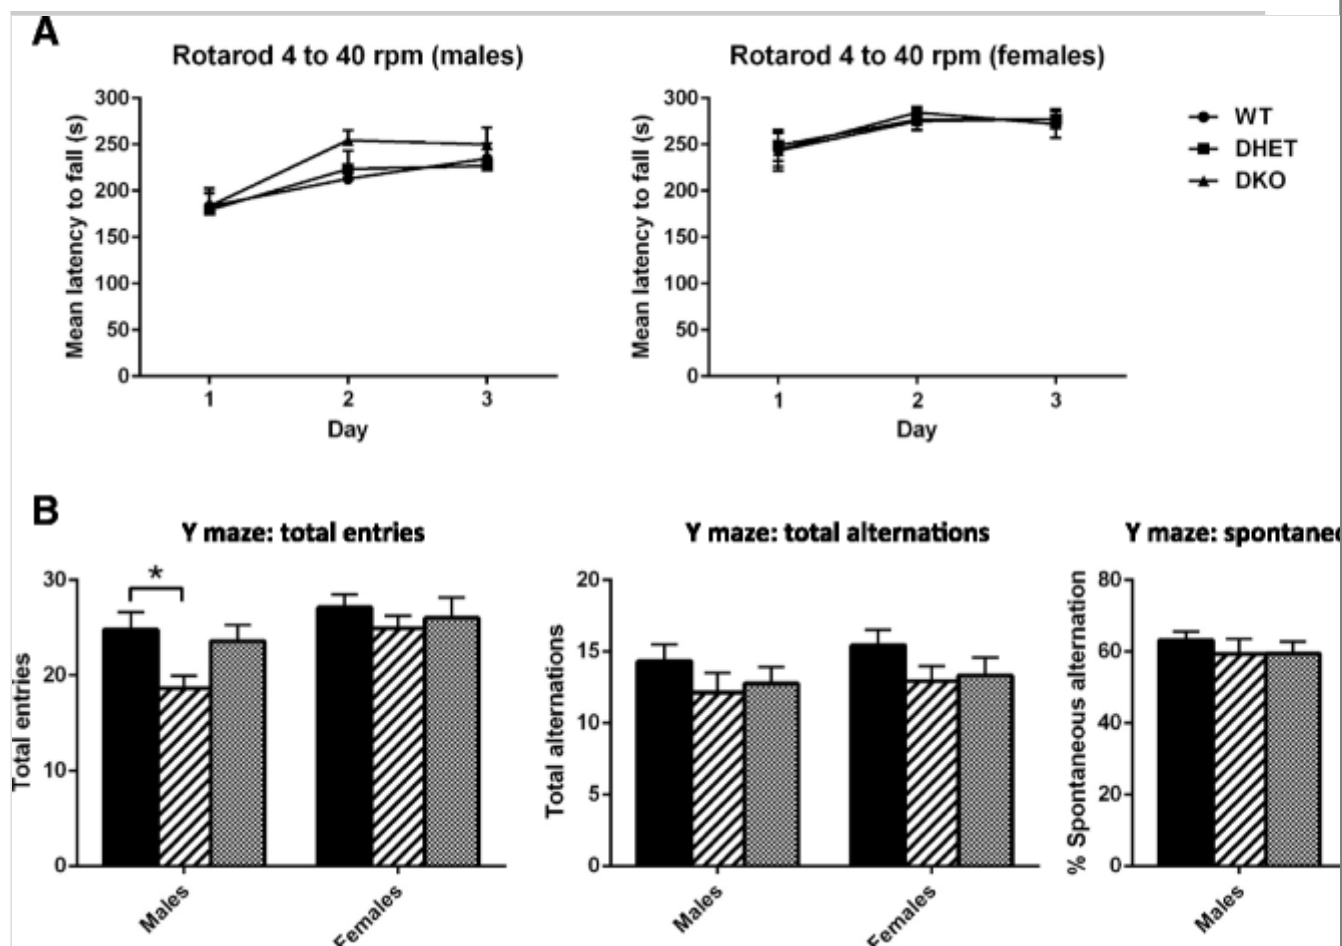 A
Rotarod 4 to 40 rpm (males)
Mean latency to fall (s)
300
250
200
150
100
50
0
1 2 3
Day
Rotarod 4 to 40 rpm (females)
Mean latency to fall (s)
300
250
200
150
100
50
0
1 2 3
Day
WT
DHET
DKO
B
Y maze: total entries
Total entries
30
20
10
0
*
Males
Females
Y maze: total alternations
Total alternations
20
15
10
5
0
Males
Females
Y maze:
% Spontaneous alternation
80
60
40
20
0
Males